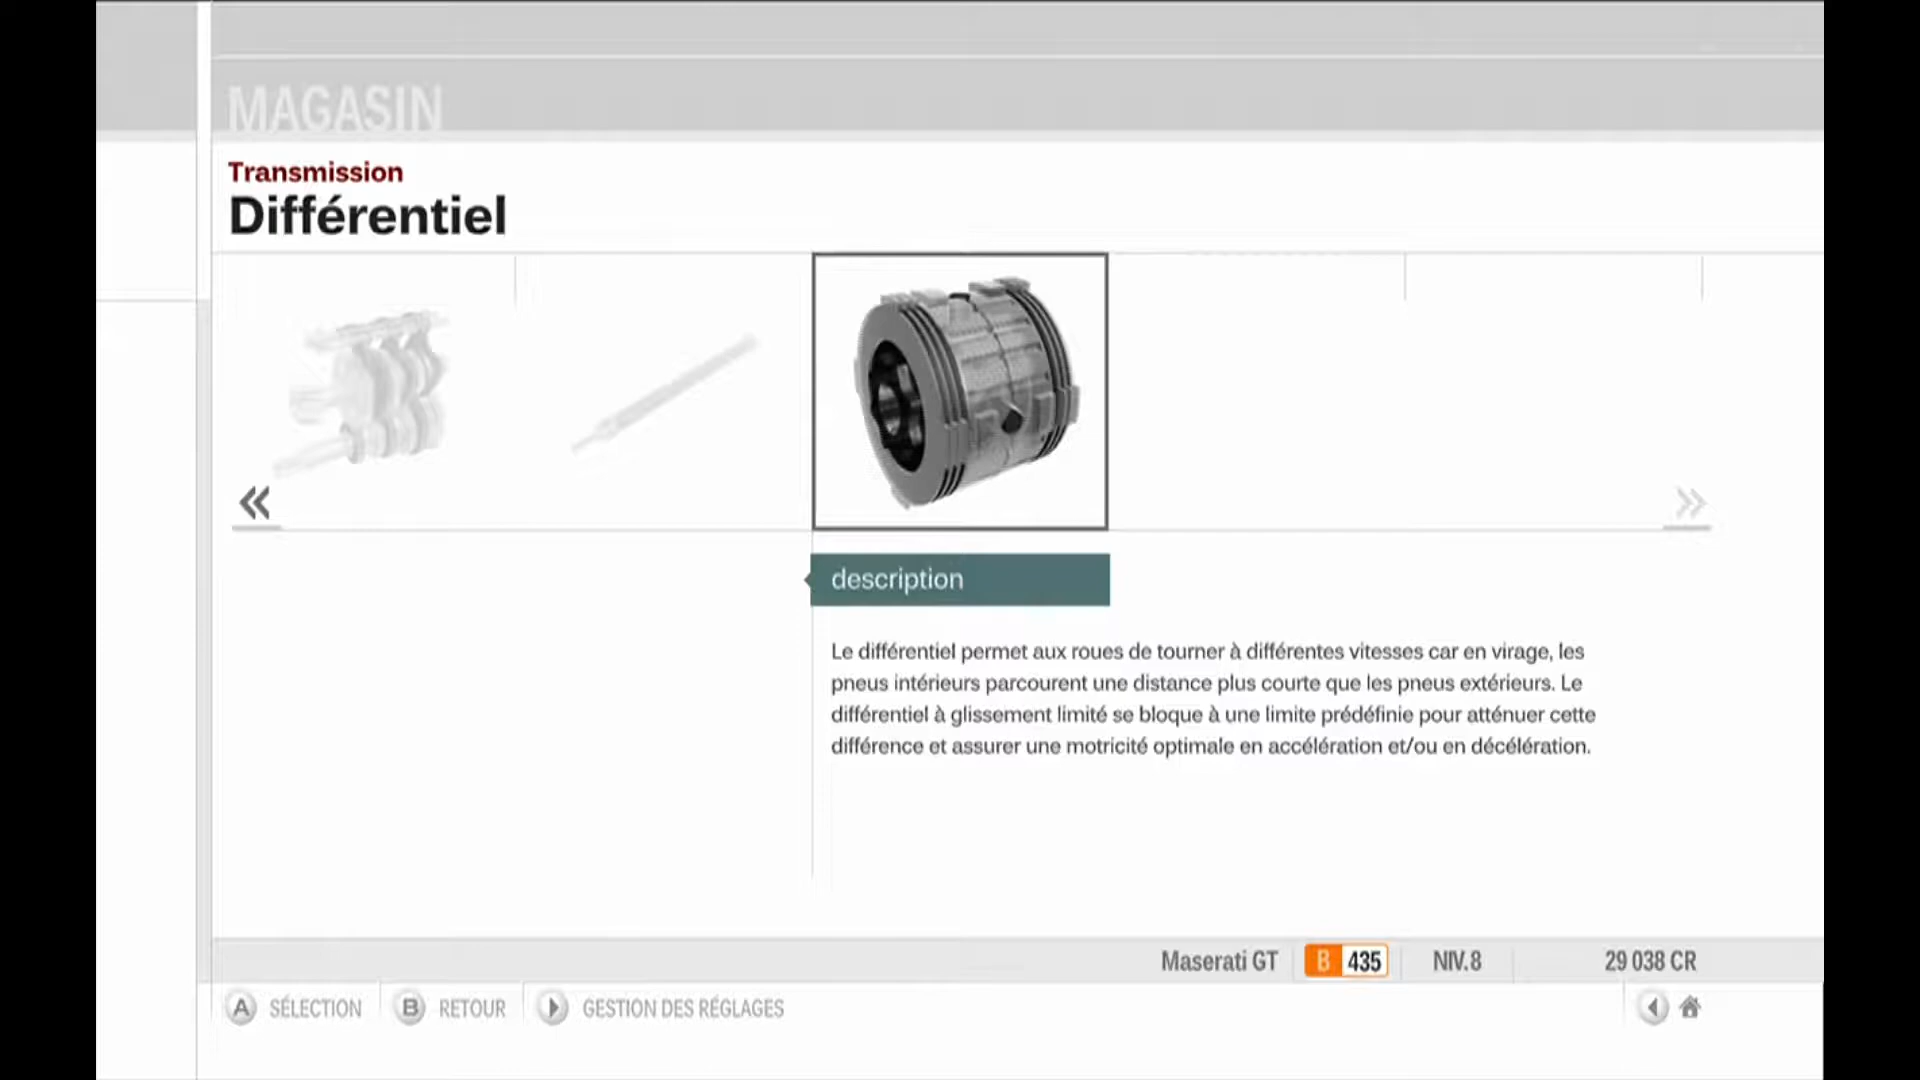 MAGASIN
Transmission
Différentiel
description
Le différentiel permet aux roues de tourner à différentes vitesses car en virage, les
pneus intérieurs parcourent une distance plus courte que les pneus extérieurs. Le
différentiel à glissement limité se bloque à une limite prédéfinie pour atténuer cette
différence et assurer une motricité optimale en accélération et/ou en décélération.
Maserati GT B 435 NIV.8 29 038 CR
A SÉLECTION B RETOUR GESTION DES RÉGLAGES